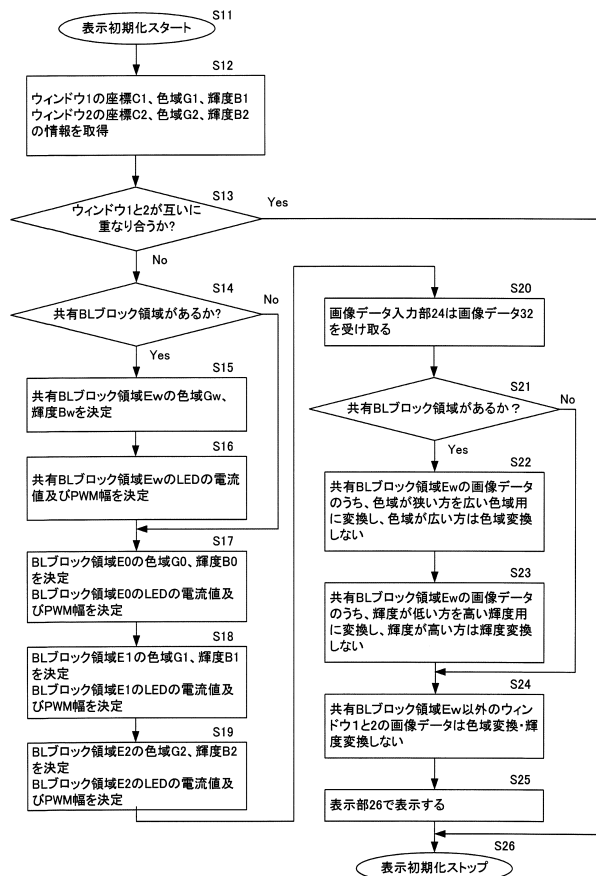 S11
表示初期化スタート
S12
ウィンドウ1の座標C1、色域G1、輝度B1
ウィンドウ2の座標C2、色域G2、輝度B2
の情報を取得
S13
ウィンドウ1と2が互いに
重なり合うか?
Yes
No
S14
共有BLブロック領域があるか?
No
Yes
S15
共有BLブロック領域Ewの色域Gw、
輝度Bwを決定
S16
共有BLブロック領域EwのLEDの電流
値及びPWM幅を決定
S17
BLブロック領域E0の色域G0、輝度B0
を決定
BLブロック領域E0のLEDの電流値及
びPWM幅を決定
S18
BLブロック領域E1の色域G1、輝度B1
を決定
BLブロック領域E1のLEDの電流値及
びPWM幅を決定
S19
BLブロック領域E2の色域G2、輝度B2
を決定
BLブロック領域E2のLEDの電流値及
びPWM幅を決定
S20
画像データ入力部24は画像データ32
を受け取る
S21
共有BLブロック領域があるか?
No
Yes
S22
共有BLブロック領域Ewの画像データ
のうち、色域が狭い方を広い色域用
に変換し、色域が広い方は色域変換
しない
S23
共有BLブロック領域Ewの画像データ
のうち、輝度が低い方を高い輝度用
に変換し、輝度が高い方は輝度変換
しない
S24
共有BLブロック領域Ew以外のウィン
ドウ1と2の画像データは色域変換・輝
度変換しない
S25
表示部26で表示する
S26
表示初期化ストップ